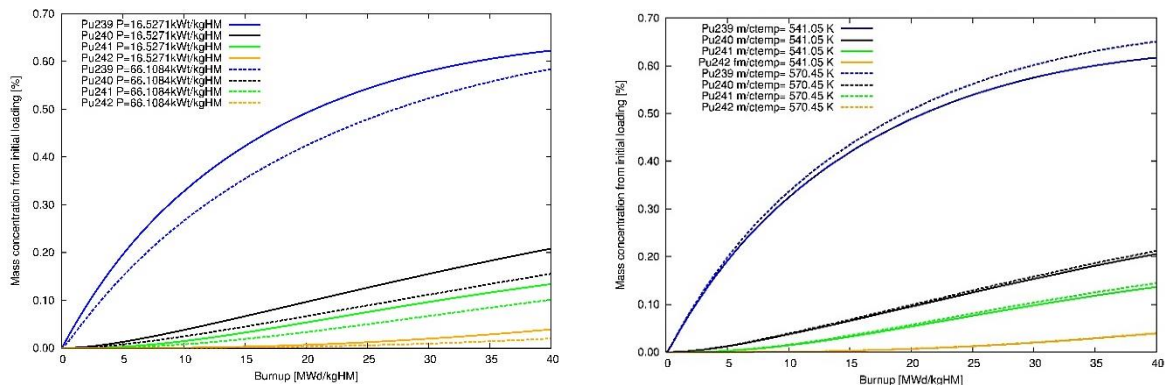 Pu239 P=16.5271kWt/kgHM
Pu240 P=16.5271kWt/kgHM
Pu241 P=16.5271kWt/kgHM
Pu242 P=16.5271kWt/kgHM
Pu239 P=66.1084kWt/kgHM
Pu240 P=66.1084kWt/kgHM
Pu241 P=66.1084kWt/kgHM
Pu242 P=66.1084kWt/kgHM
Mass concentration from initial loading [%]
0.70
0.60
0.50
0.40
0.30
0.20
0.10
0.00
0 5 10 15 20 25 30 35 40
Burnup [MWd/kgHM]
Pu239 m/ctemp= 541.05 K
Pu240 m/ctemp= 541.05 K
Pu241 m/ctemp= 541.05 K
Pu242 fm/ctemp= 541.05 K
Pu239 m/ctemp= 570.45 K
Pu240 m/ctemp= 570.45 K
Pu241 m/ctemp= 570.45 K
Pu242 m/ctemp= 570.45 K
Mass concentration from initial loading [%]
0.70
0.60
0.50
0.40
0.30
0.20
0.10
0.00
0 5 10 15 20 25 30 35 40
Burnup [MWd/kgHM]